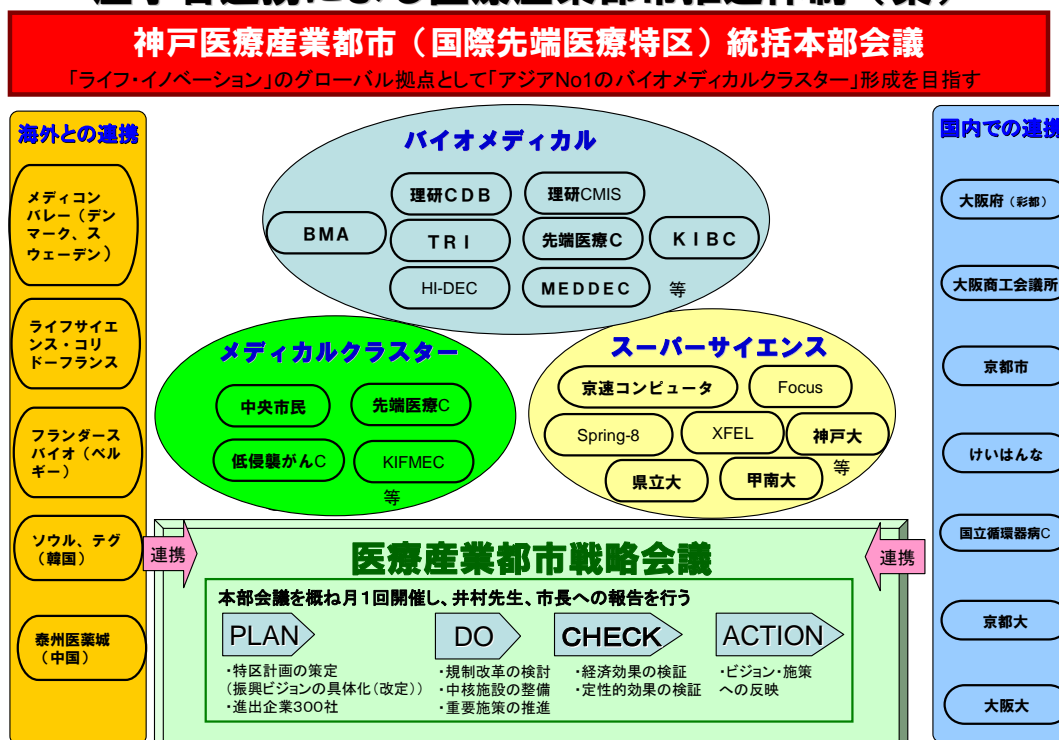 神戸医療産業都市（国際先端医療特区）統括本部会議
「ライフ・イノベーション」のグローバル拠点として「アジアNo1のバイオメディカルクラスター」形成を目指す
海外との連携
メディコン
バレー（デン
マーク、ス
ウェーデン）
ライフサイエ
ンス・コリ
ドーフランス
フランダース
バイオ（ベル
ギー）
ソウル、テグ
（韓国）
泰州医薬城
（中国）
バイオメディカル
理研CDB
理研CMIS
BMA
TRI
先端医療C
KIBC
HI-DEC
MEDDEC
等
メディカルクラスター
中央市民
先端医療C
低侵襲がんC
KIFMEC
等
スーパーサイエンス
京速コンピュータ
Focus
Spring-8
XFEL
神戸大
県立大
甲南大
等
国内での連携
大阪府（彩都）
大阪商工会議所
京都市
けいはんな
国立循環器病C
京都大
大阪大
連携
連携
医療産業都市戦略会議
本部会議を概ね月1回開催し、井村先生、市長への報告を行う
PLAN
・特区計画の策定
（振興ビジョンの具体化（改定））
・進出企業300社
DO
・規制改革の検討
・中核施設の整備
・重要施策の推進
CHECK
・経済効果の検証
・定性的効果の検証
ACTION
・ビジョン・施策
への反映